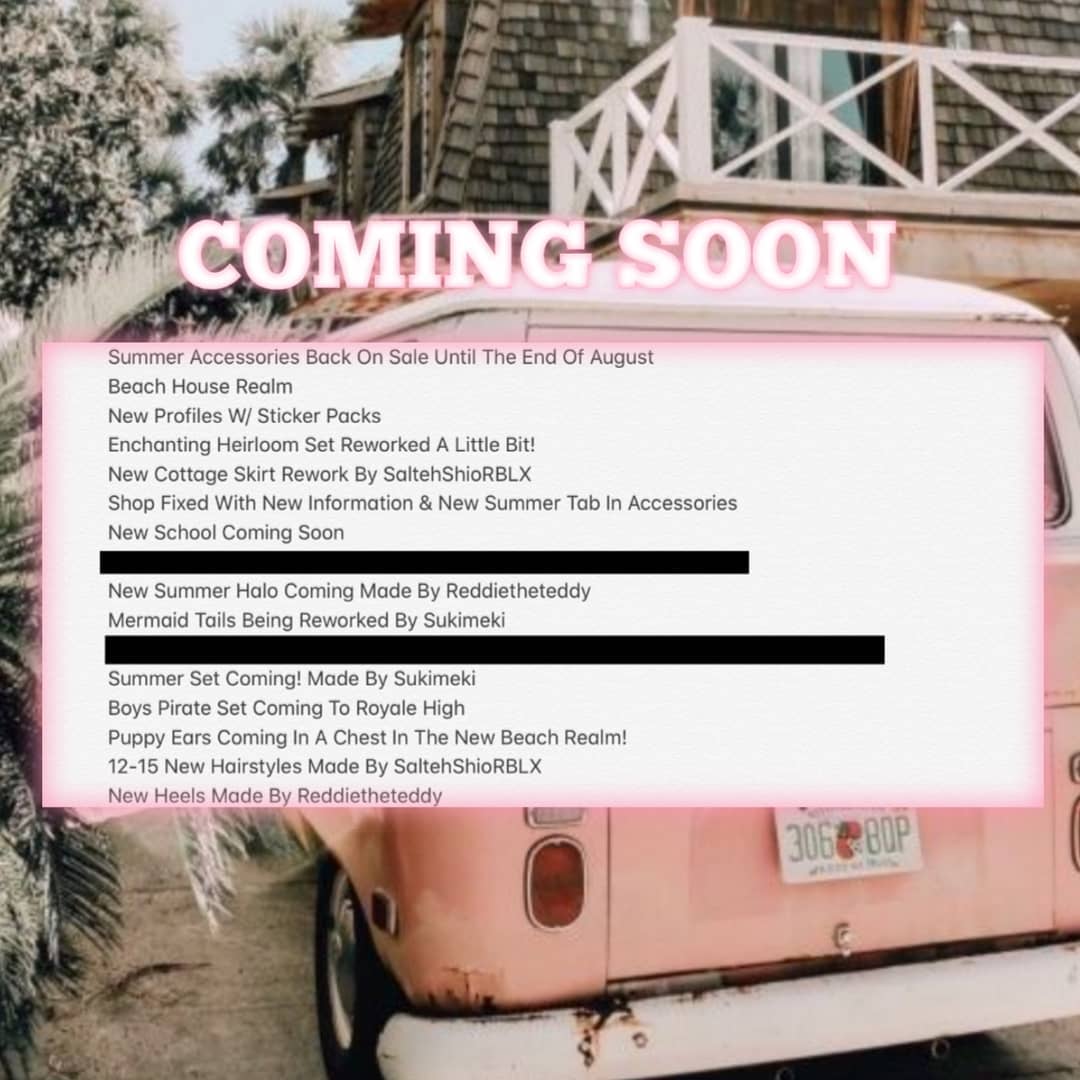 COMING SOON
Summer Accessories Back On Sale Until The End Of August
Beach House Realm
New Profiles W/ Sticker Packs
Enchanting Heirloom Set Reworked A Little Bit!
New Cottage Skirt Rework By SaltehShioRBLX
Shop Fixed With New Information & New Summer Tab In Accessories
New School Coming Soon
New Summer Halo Coming Made By Reddietheteddy
Mermaid Tails Being Reworked By Sukimeki
Summer Set Coming! Made By Sukimeki
Boys Pirate Set Coming To Royale High
Puppy Ears Coming In A Chest In The New Beach Realm!
12-15 New Hairstyles Made By SaltehShioRBLX
New Heels Made By Reddietheteddy
306 BQP